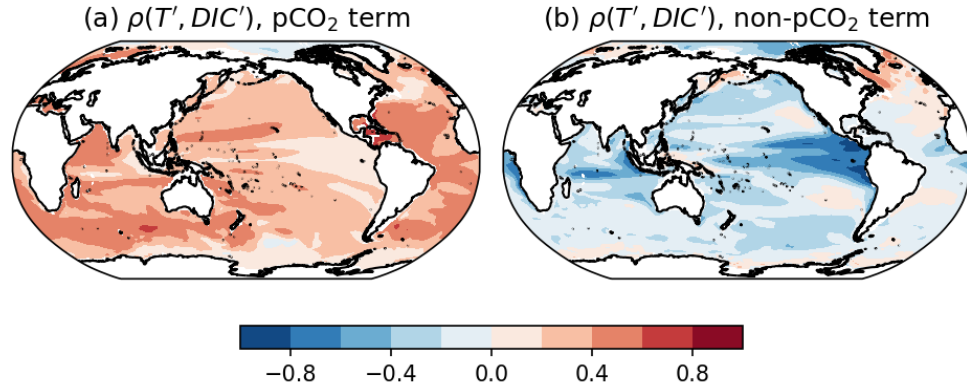 (a) ρ(T′, DIC′), pCO₂ term
(b) ρ(T′, DIC′), non-pCO₂ term
−0.8 −0.4 0.0 0.4 0.8